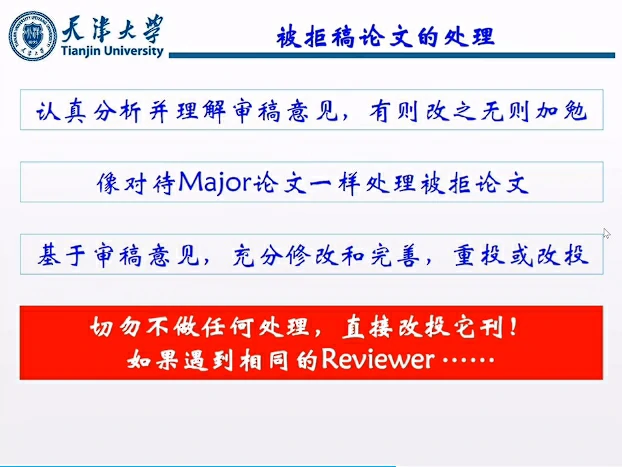 天津大学
Tianjin University
被拒稿论文的处理
认真分析并理解审稿意见，有则改之无则加勉
像对待Major论文一样处理被拒论文
基于审稿意见，充分修改和完善，重投或改投
切勿不做任何处理，直接改投它刊！
如果遇到相同的Reviewer ……